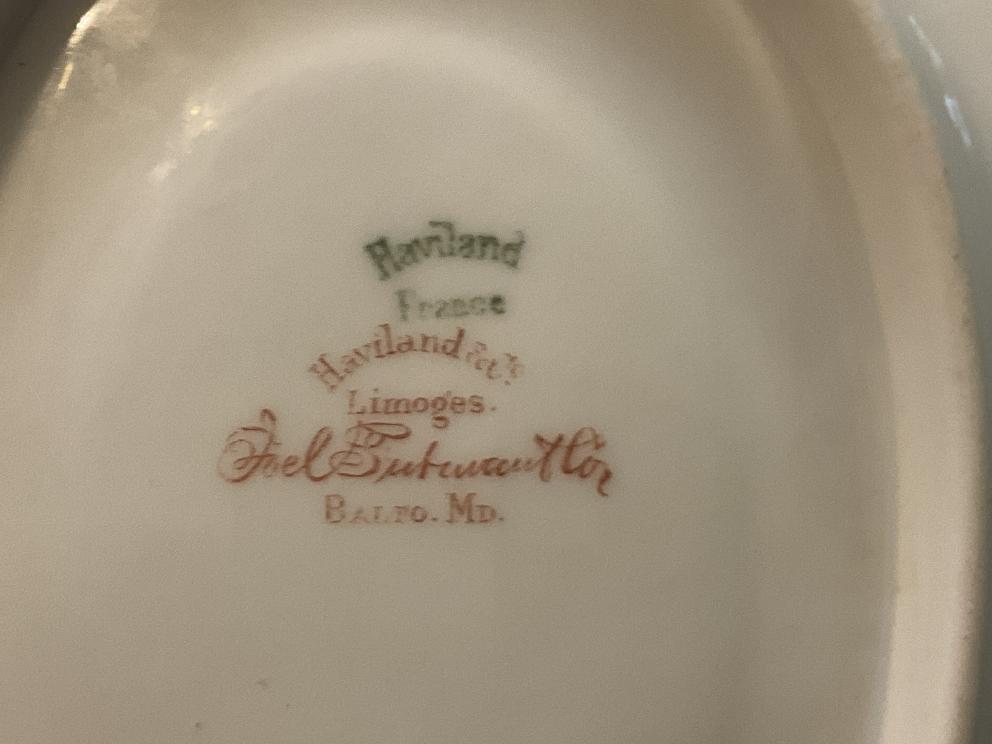 Haviland
France
Haviland & Co.
Limoges.
Joel Gutman & Co
BALTO. MD.